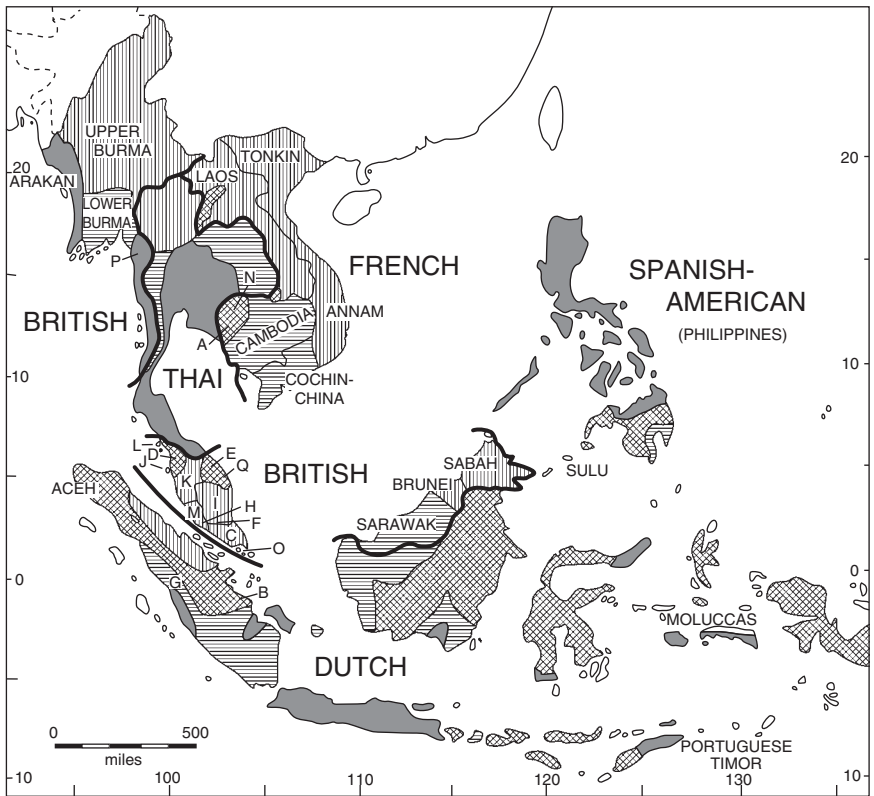 UPPER
BURMA
TONKIN
20
20
ARAKAN
LAOS
LOWER
BURMA
P
N
FRENCH
SPANISH-
AMERICAN
(PHILIPPINES)
BRITISH
ANNAM
A
CAMBODIA
10
THAI
COCHIN-
CHINA
10
L
D
J
E
Q
BRITISH
SABAH
SULU
ACEH
K
I
BRUNEI
M
H
F
SARAWAK
C
O
0
G
B
0
MOLUCCAS
DUTCH
0 500
miles
PORTUGUESE
TIMOR
10 100 110 120 130 10